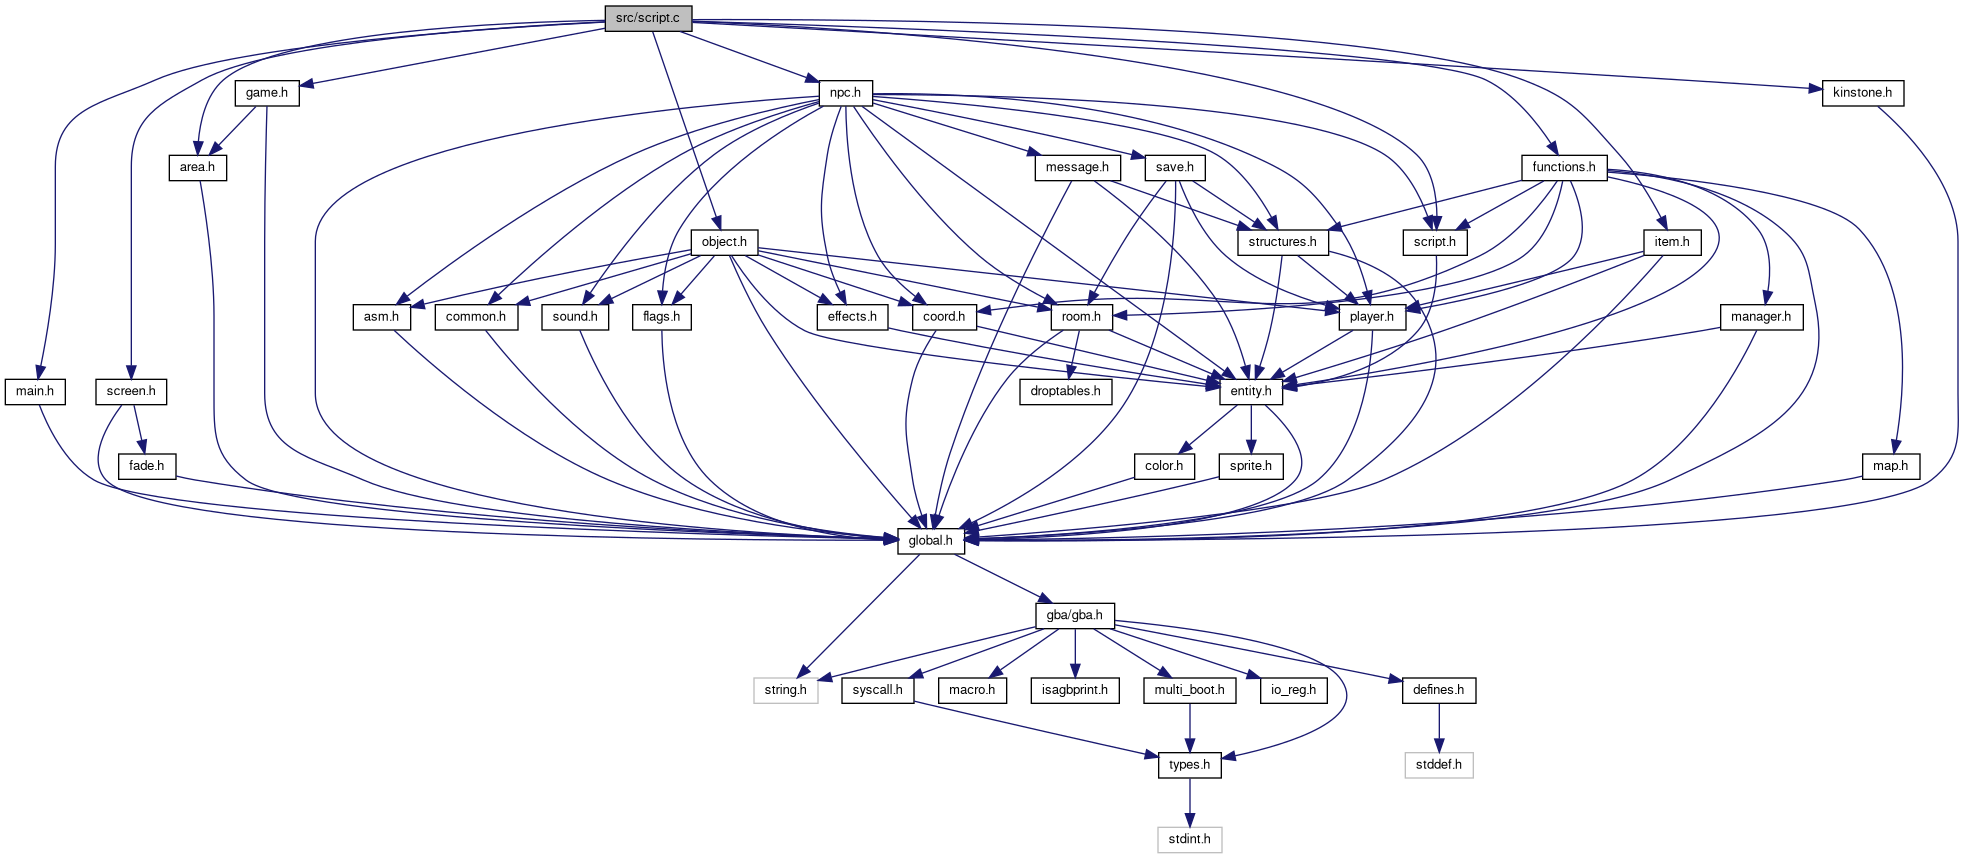 src/script.c
game.h
npc.h
kinstone.h
area.h
message.h
save.h
functions.h
object.h
structures.h
script.h
item.h
asm.h
common.h
sound.h
flags.h
effects.h
coord.h
room.h
player.h
manager.h
main.h
screen.h
droptables.h
entity.h
fade.h
color.h
sprite.h
map.h
global.h
gba/gba.h
string.h
syscall.h
macro.h
isagbprint.h
multi_boot.h
io_reg.h
defines.h
types.h
stddef.h
stdint.h